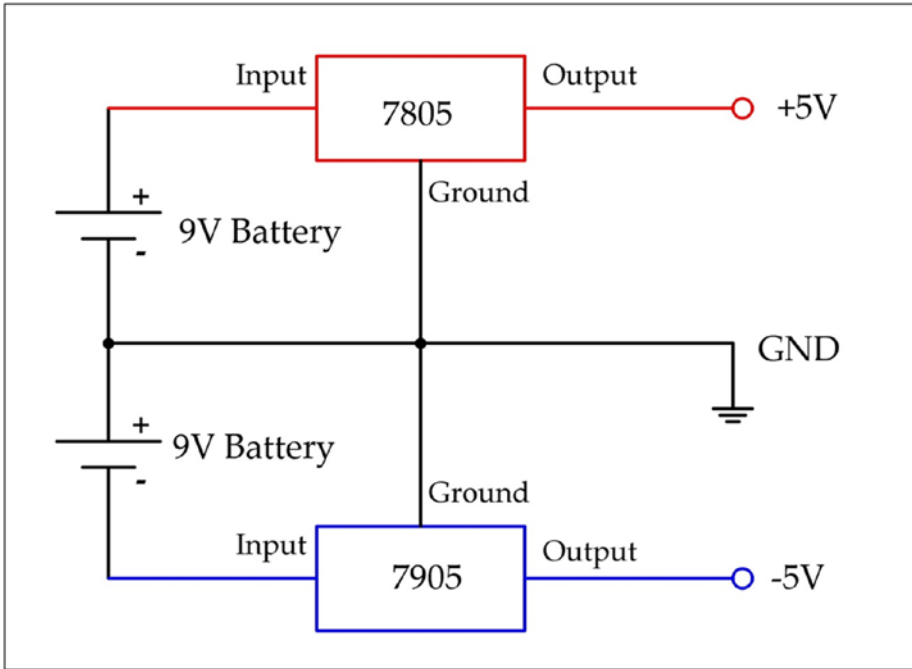 Input
7805
Output
+5V
Ground
+
9V Battery
-
GND
+
9V Battery
-
Ground
Input
7905
Output
-5V